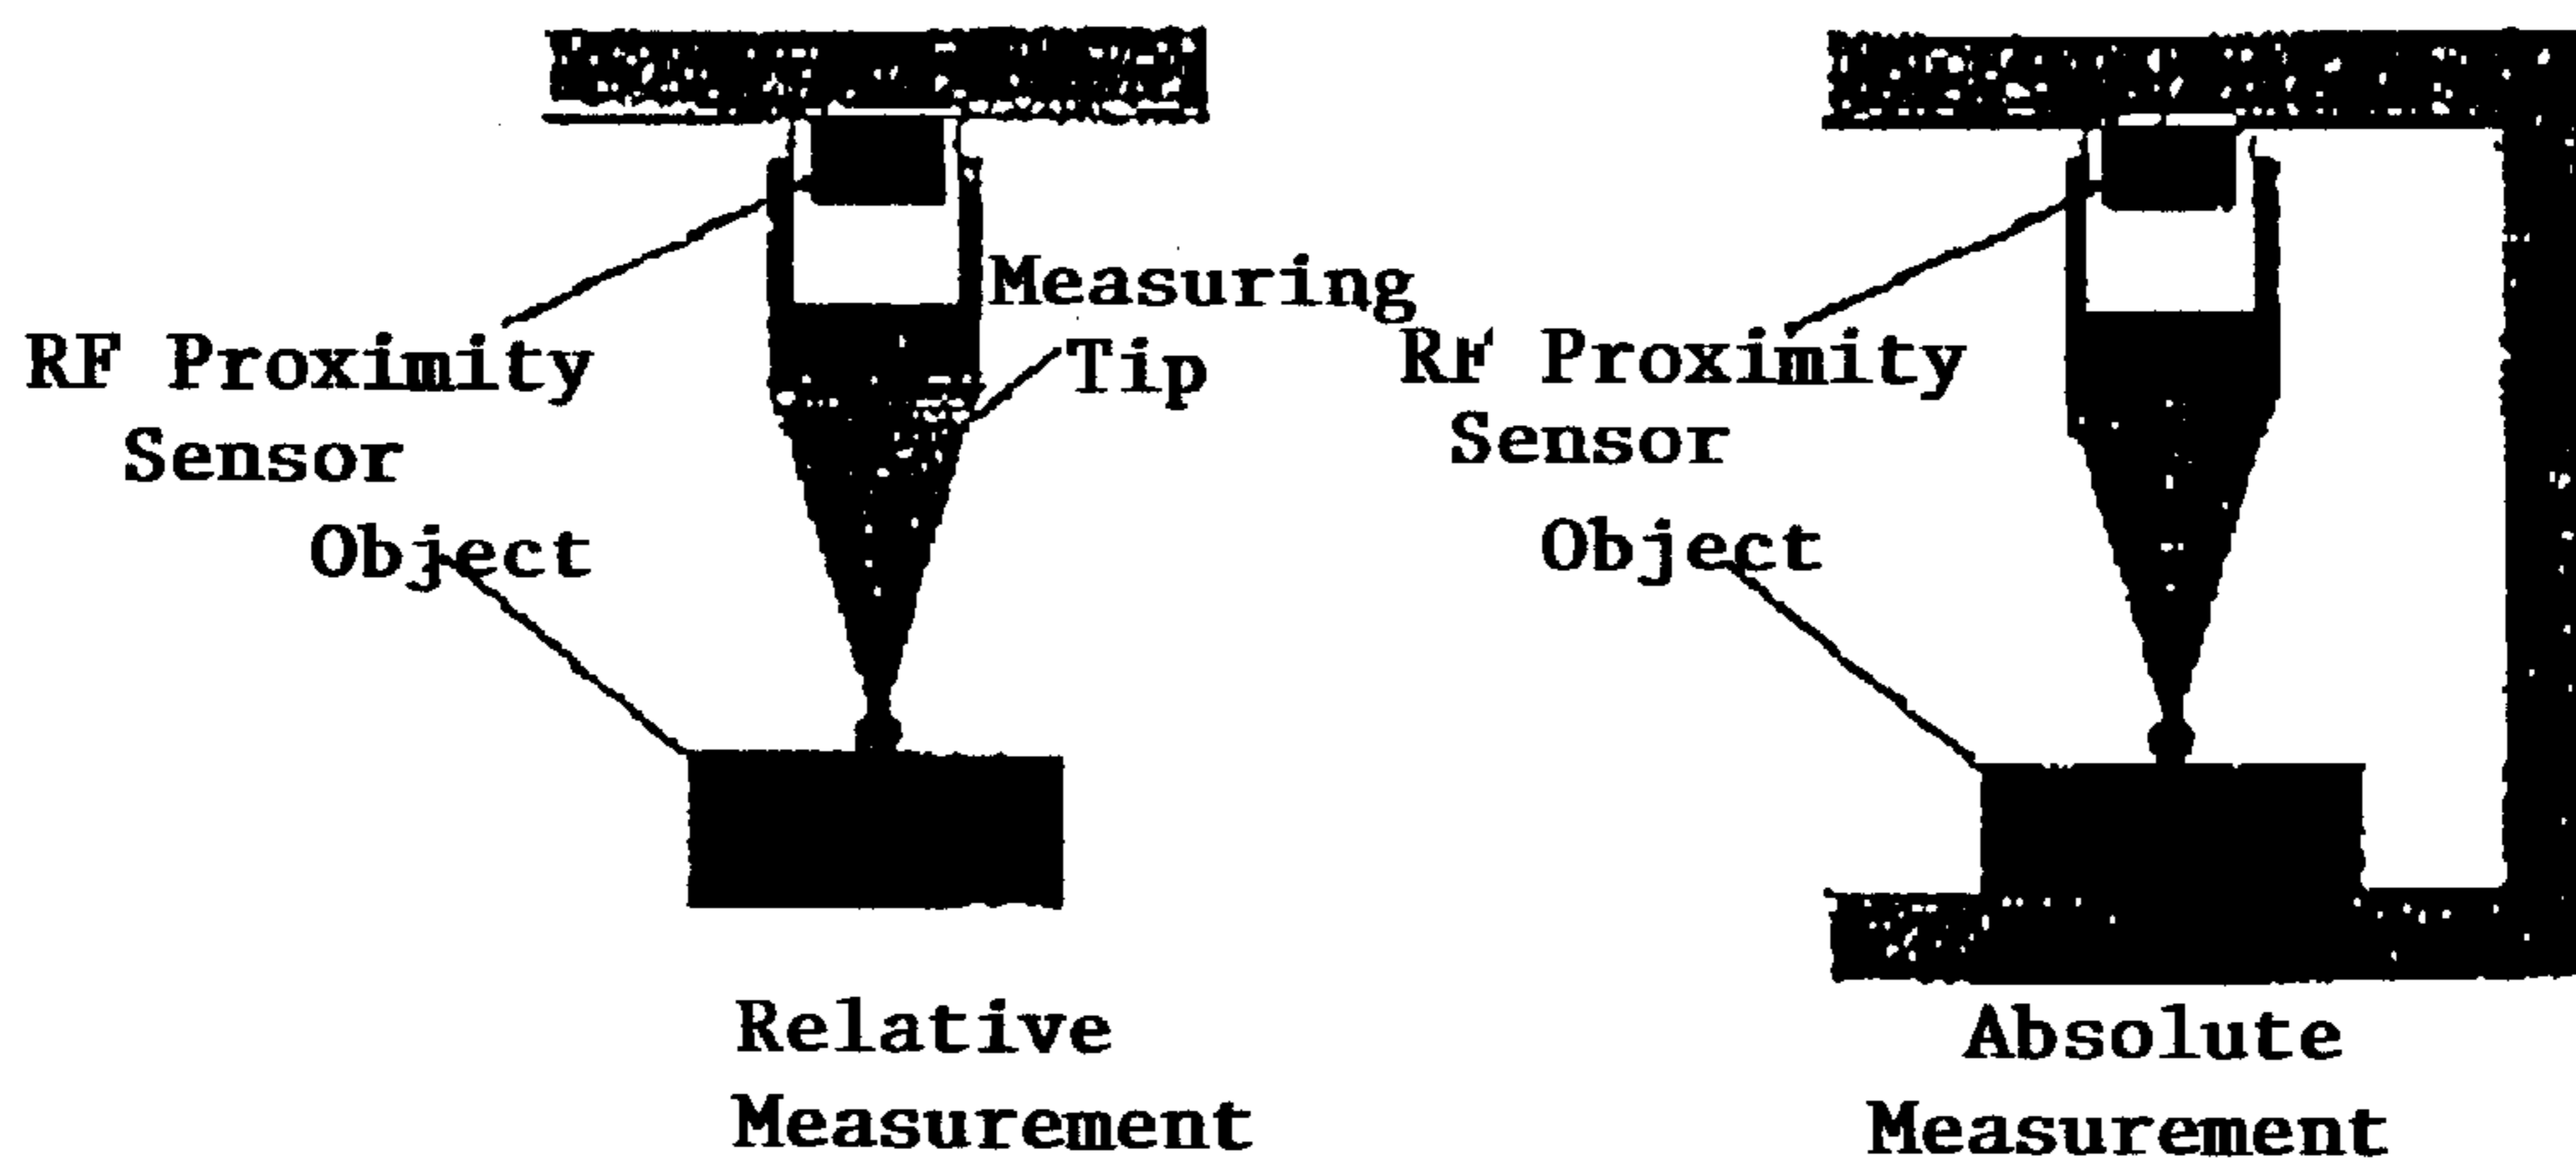 Measuring
Tip
RF Proximity
Sensor
Object
Relative
Measurement
RF Proximity
Sensor
Object
Absolute
Measurement